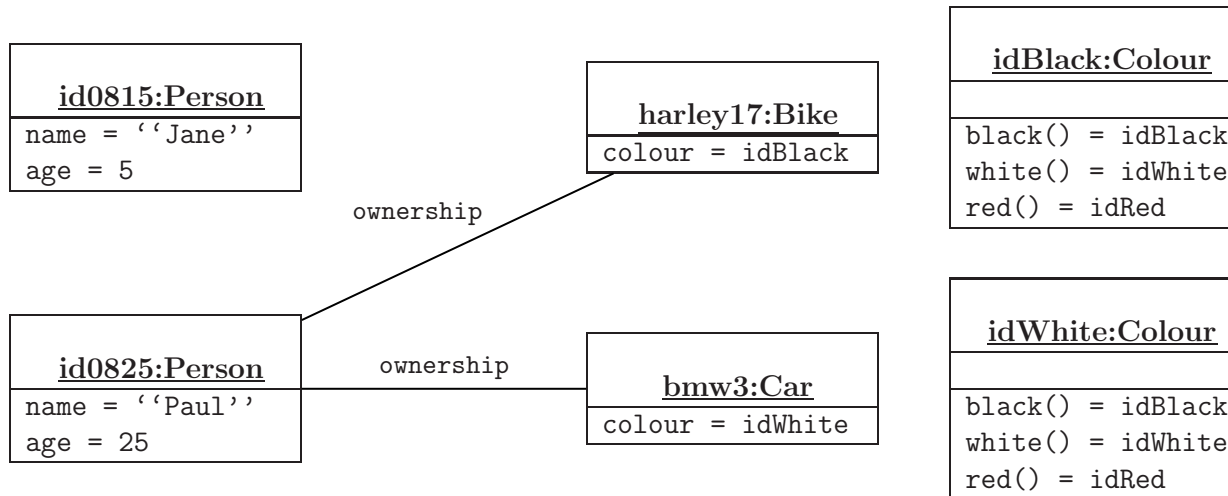 id0815:Person
name = ‘‘Jane’’
age = 5
ownership
harley17:Bike
colour = idBlack
idBlack:Colour
black() = idBlack
white() = idWhite
red() = idRed
id0825:Person
name = ‘‘Paul’’
age = 25
ownership
bmw3:Car
colour = idWhite
idWhite:Colour
black() = idBlack
white() = idWhite
red() = idRed